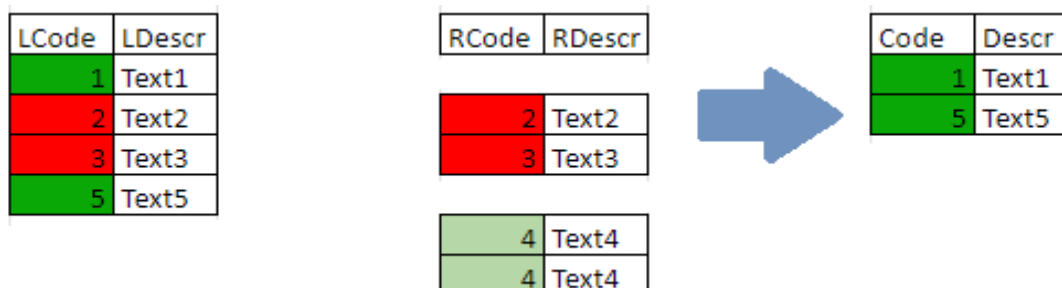 LCode LDescr RCode RDescr Code Descr
1 Text1 1 Text1
2 Text2 2 Text2 5 Text5
3 Text3 3 Text3
5 Text5
4 Text4
4 Text4